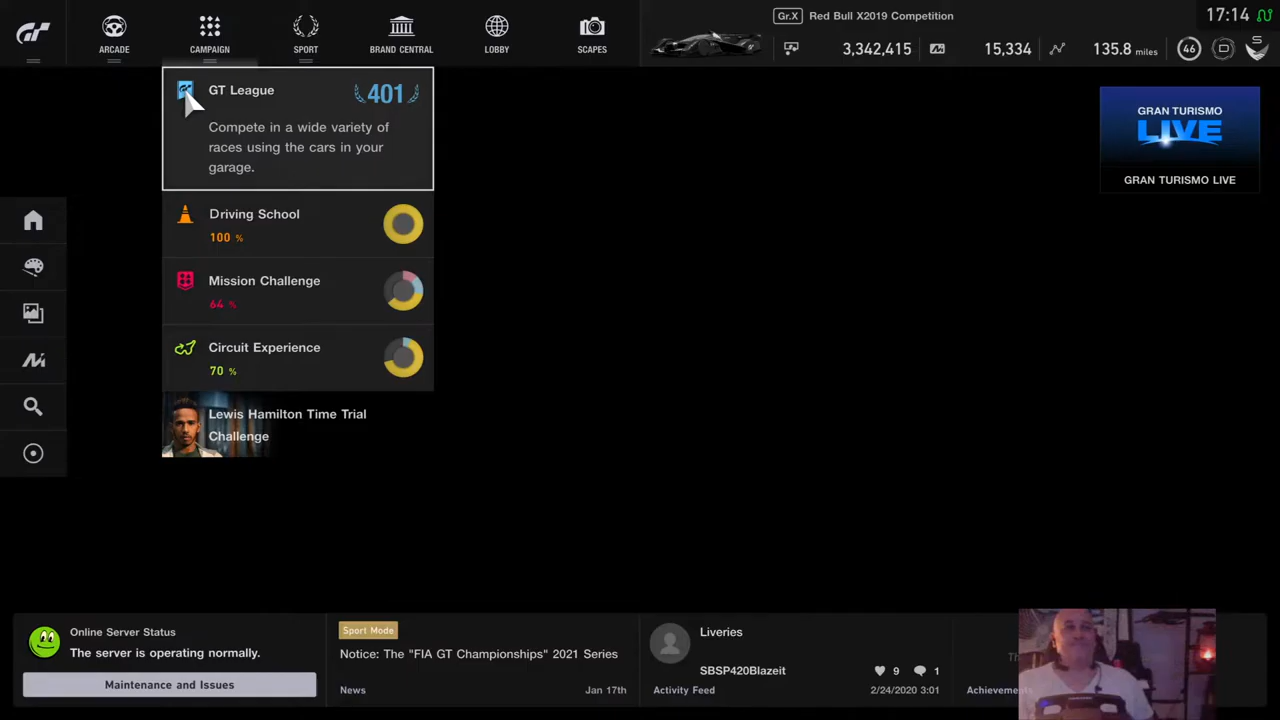 ARCADE
CAMPAIGN
SPORT
BRAND CENTRAL
LOBBY
SCAPES
Gr.X Red Bull X2019 Competition
3,342,415
15,334
135.8 miles
46
17:14
S
GT League
401
Compete in a wide variety of
races using the cars in your
garage.
Driving School
100 %
Mission Challenge
64 %
Circuit Experience
70 %
Lewis Hamilton Time Trial
Challenge
GRAN TURISMO
LIVE
GRAN TURISMO LIVE
Online Server Status
The server is operating normally.
Maintenance and Issues
Sport Mode
Notice: The "FIA GT Championships" 2021 Series
News
Jan 17th
Liveries
SBSP420Blazeit
9
1
Activity Feed
2/24/2020 3:01
Th
Achievements